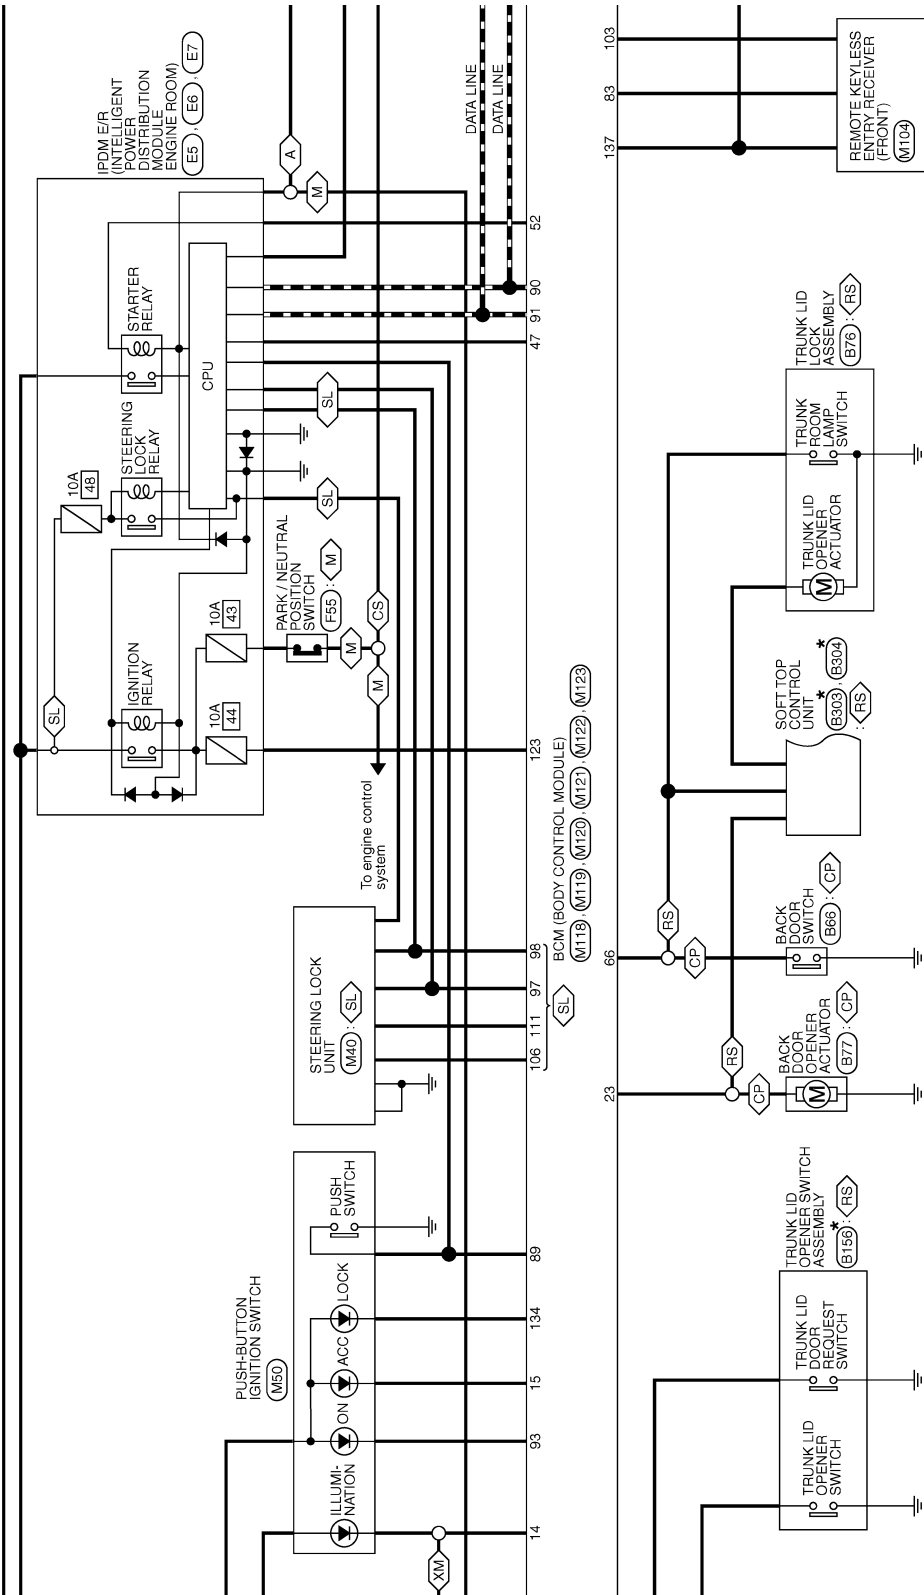 IPDM E/R
(INTELLIGENT
POWER
DISTRIBUTION
MODULE
ENGINE ROOM)
E5 , E6 , E7
A
M
DATA LINE
DATA LINE
STARTER
RELAY
CPU
STEERING
LOCK
RELAY
10A
48
SL
SL
SL
IGNITION
RELAY
10A
43
10A
44
PARK / NEUTRAL
POSITION
SWITCH
F55 : M
M
CS
M
To engine control
system
52
90
91
47
123
98
97
111
106
SL
89
134
15
93
14
BCM (BODY CONTROL MODULE)
M118 , M119 , M120 , M121 , M122 , M123
STEERING LOCK
UNIT
M40 : SL
PUSH-BUTTON
IGNITION SWITCH
M50
PUSH
SWITCH
LOCK
ACC
ON
ILLUMI-
NATION
XM
103
83
137
66
23
REMOTE KEYLESS
ENTRY RECEIVER
(FRONT)
M104
TRUNK LID
LOCK
ASSEMBLY
B76 : RS
TRUNK
ROOM
LAMP
SWITCH
TRUNK LID
OPENER
ACTUATOR
M
SOFT TOP
CONTROL
UNIT
* B303 , * B304
: RS
RS
CP
BACK
DOOR
SWITCH
B66 : CP
RS
CP
BACK
DOOR
OPENER
ACTUATOR
B77 : CP
M
TRUNK LID
OPENER SWITCH
ASSEMBLY
B156 * : RS
TRUNK LID
DOOR
REQUEST
SWITCH
TRUNK LID
OPENER
SWITCH